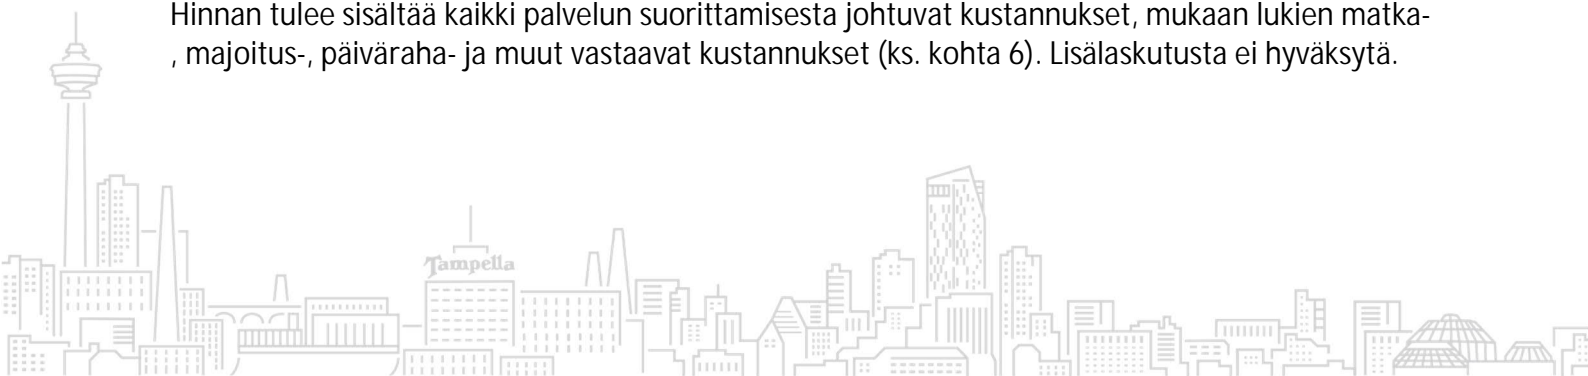 Hinnan tulee sisältää kaikki palvelun suorittamisesta johtuvat kustannukset, mukaan lukien matka-
, majoitus-, päiväraha- ja muut vastaavat kustannukset (ks. kohta 6). Lisälaskutusta ei hyväksytä.
Tampella